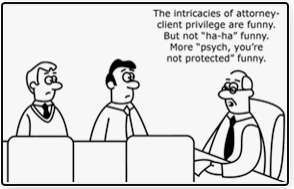 The intricacies of attorney-
client privilege are funny.
But not "ha-ha" funny.
More "psych, you're
not protected" funny.